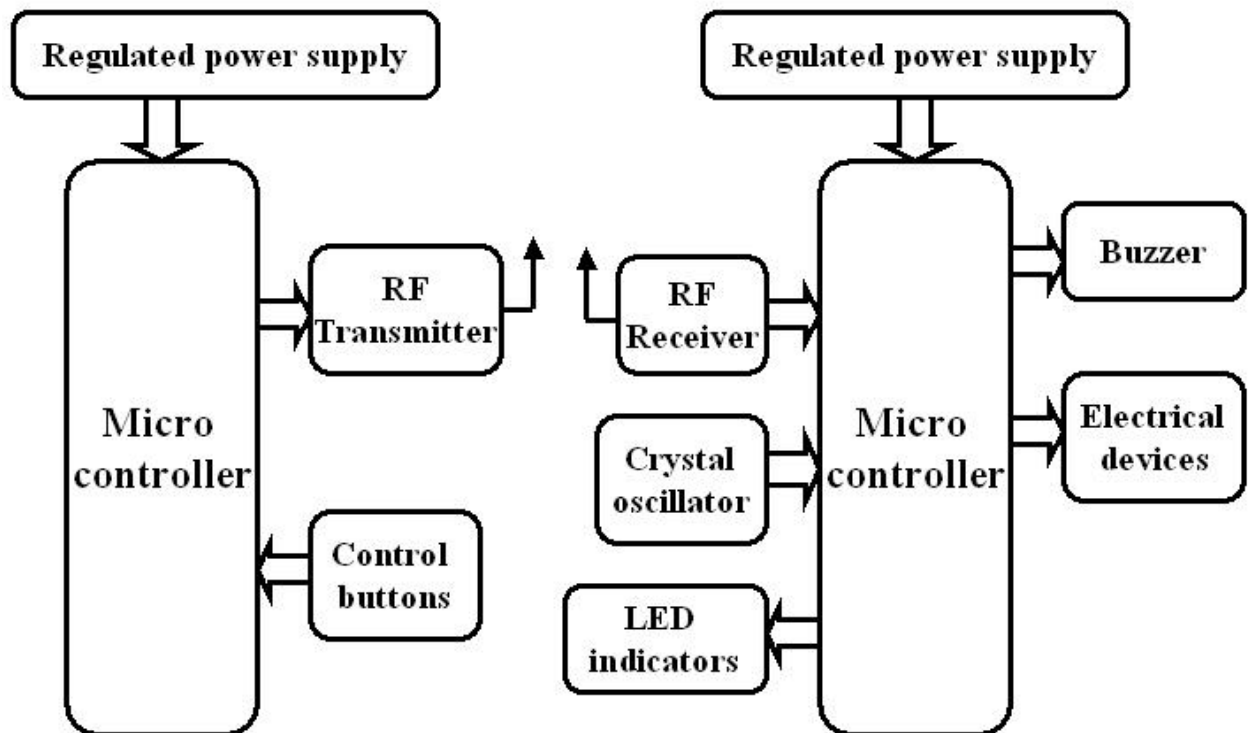 Regulated power supply
Micro
controller
RF
Transmitter
Control
buttons
Regulated power supply
RF
Receiver
Crystal
oscillator
LED
indicators
Micro
controller
Buzzer
Electrical
devices